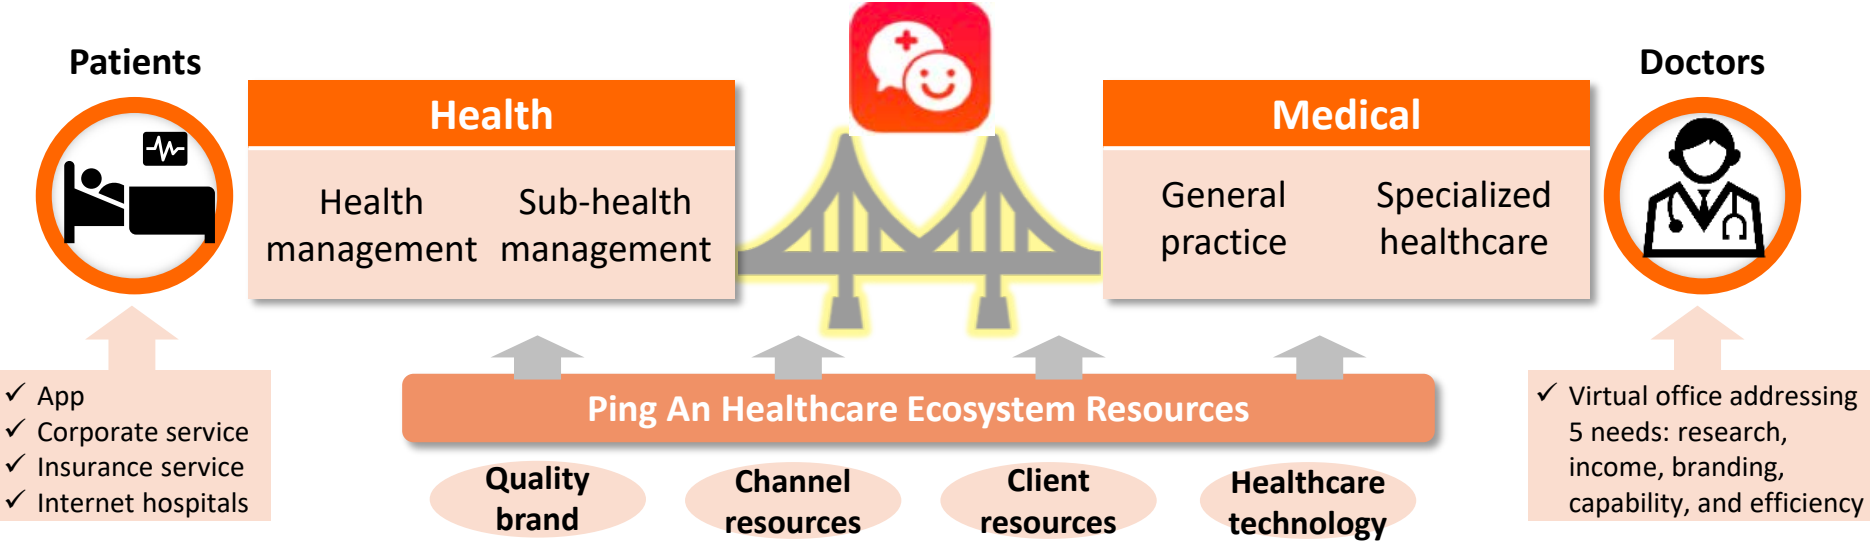 Patients
Doctors
Health
Medical
Health
management
Sub-health
management
General
practice
Specialized
healthcare
✓ App
✓ Corporate service
✓ Insurance service
✓ Internet hospitals
Ping An Healthcare Ecosystem Resources
Quality
brand
Channel
resources
Client
resources
Healthcare
technology
✓ Virtual office addressing
5 needs: research,
income, branding,
capability, and efficiency